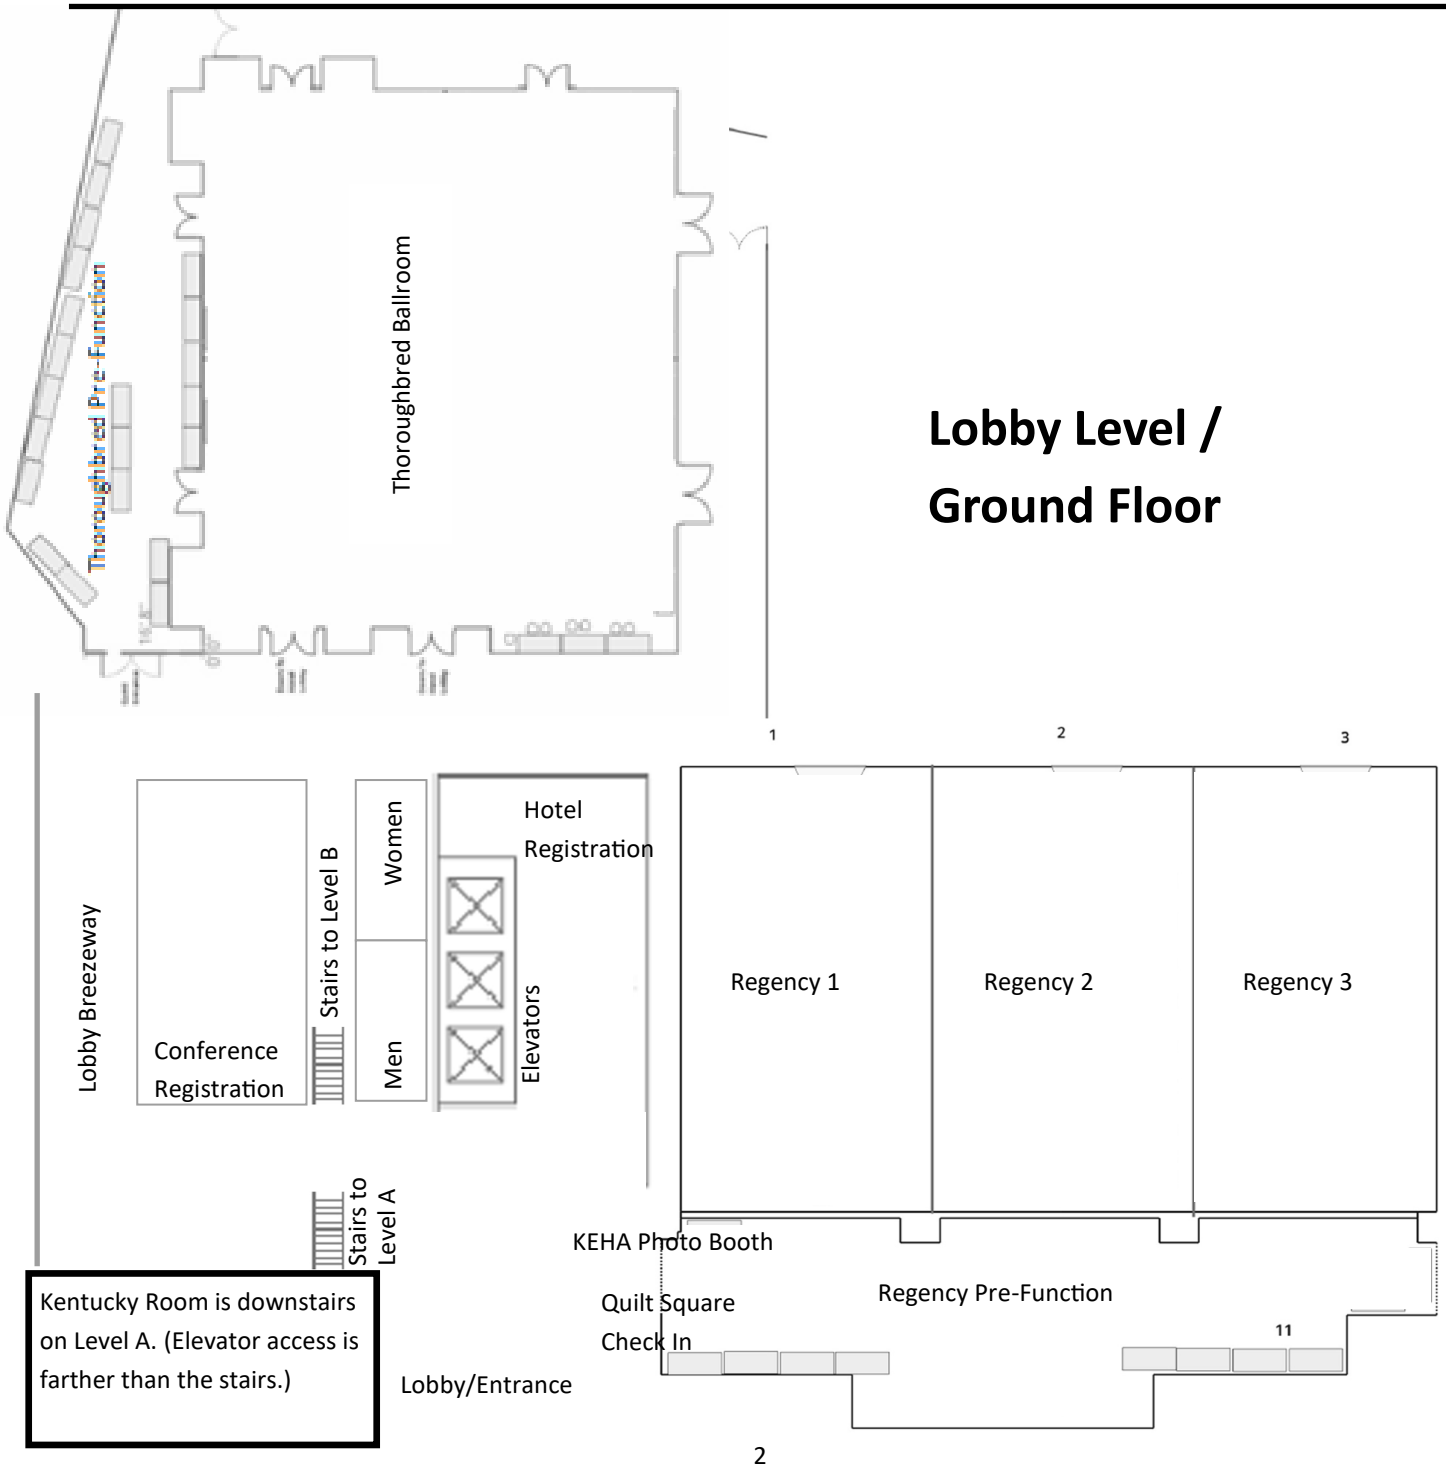 Thoroughbred Pre-Function
Thoroughbred Ballroom
Lobby Level /
Ground Floor
1
2
3
Lobby Breezeway
Conference
Registration
Stairs to Level B
Women
Men
Hotel
Registration
Elevators
Regency 1
Regency 2
Regency 3
Stairs to
Level A
KEHA Photo Booth
Quilt Square
Check In
Regency Pre-Function
11
Kentucky Room is downstairs
on Level A. (Elevator access is
farther than the stairs.)
Lobby/Entrance
2